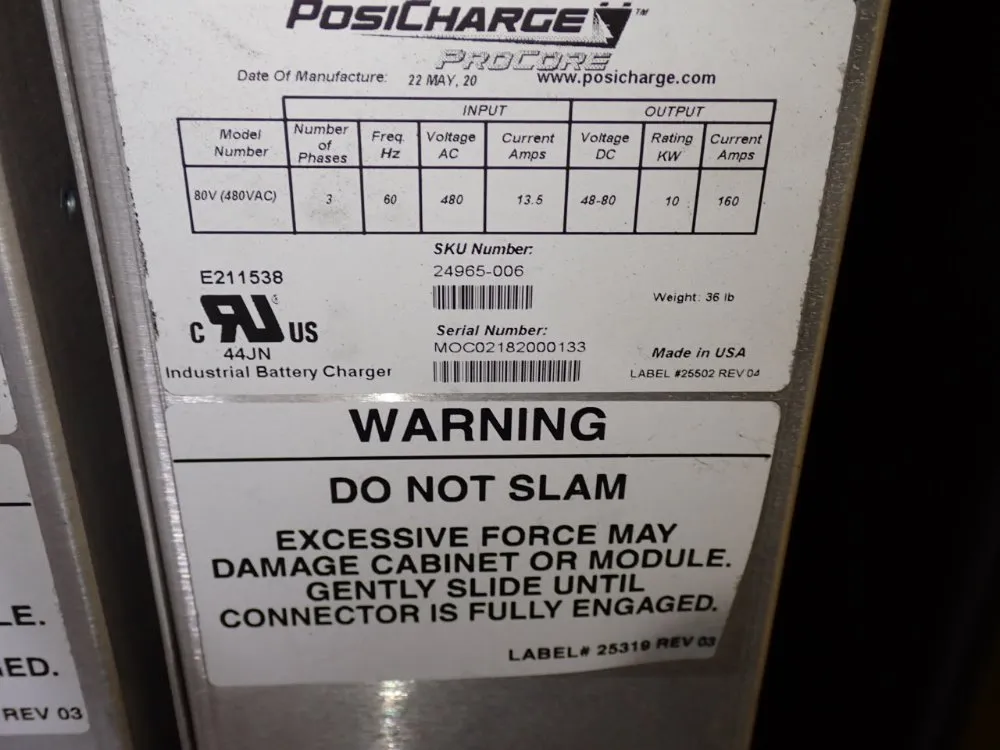 POSICHARGE™
PROCORE
Date Of Manufacture: 22 MAY, 20 www.posicharge.com
INPUT OUTPUT
Model Number Number of Phases Freq. Hz Voltage AC Current Amps Voltage DC Rating KW Current Amps
80V (480VAC) 3 60 480 13.5 48-80 10 160
SKU Number:
24965-006
E211538
Weight: 36 lb
C RU ® US
Serial Number:
MOC02182000133
44JN
Made in USA
Industrial Battery Charger
LABEL #25502 REV 04
WARNING
DO NOT SLAM
EXCESSIVE FORCE MAY
DAMAGE CABINET OR MODULE.
GENTLY SLIDE UNTIL
CONNECTOR IS FULLY ENGAGED.
LABEL# 25319 REV 03
LE.
ED.
REV 03